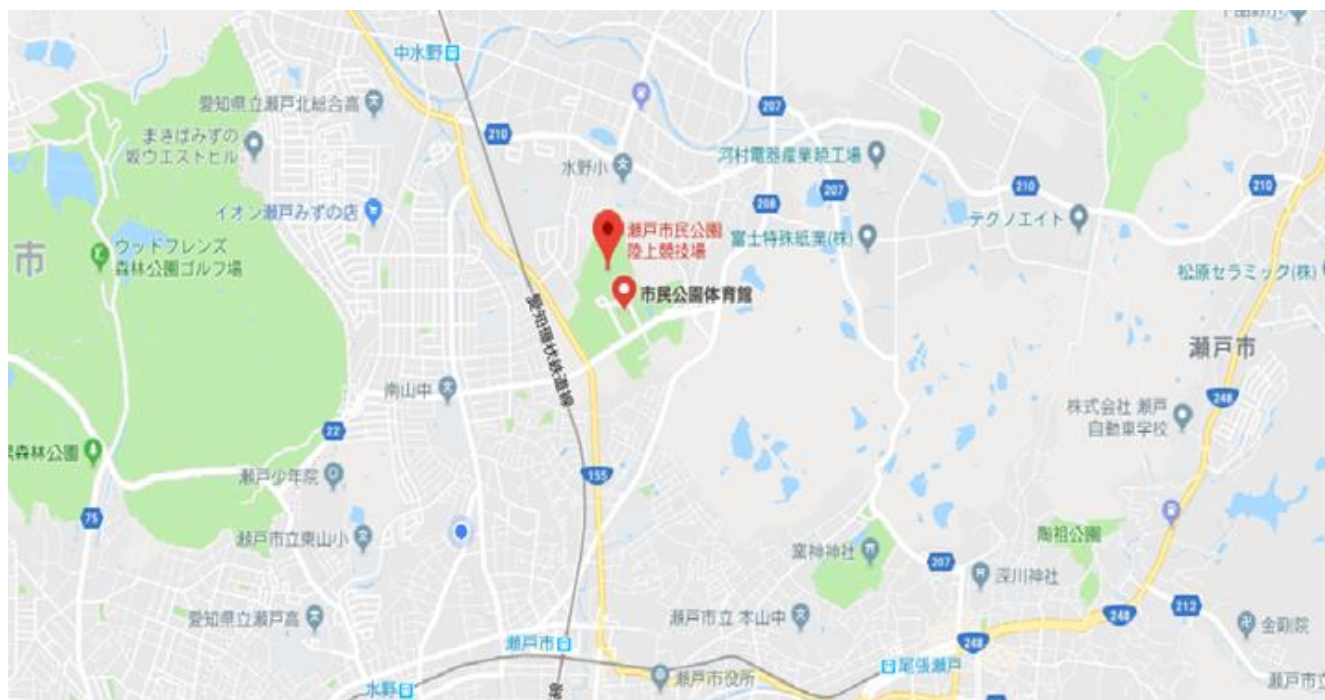 中水野
愛知県立瀬戸北総合高
207
210
まきばみずの
坂ウエストヒル
水野小
河村電器産業暁工場
207
210
210
208
イオン瀬戸みずの店
瀬戸市民公園
陸上競技場
富士特殊紙業(株)
テクノエイト
市
ウッドフレンズ
森林公園ゴルフ場
松原セラミック(株)
市民公園体育館
愛知環状鉄道線
瀬戸市
南山中
248
株式会社 瀬戸
自動車学校
22
森林公園
瀬戸少年院
155
75
瀬戸市立東山小
陶祖公園
窯神神社
207
深川神社
愛知県立瀬戸高
瀬戸市立 本山中
248
212
金剛院
瀬戸市
248
尾張瀬戸
水野
瀬戸市役所
瀬戸市立